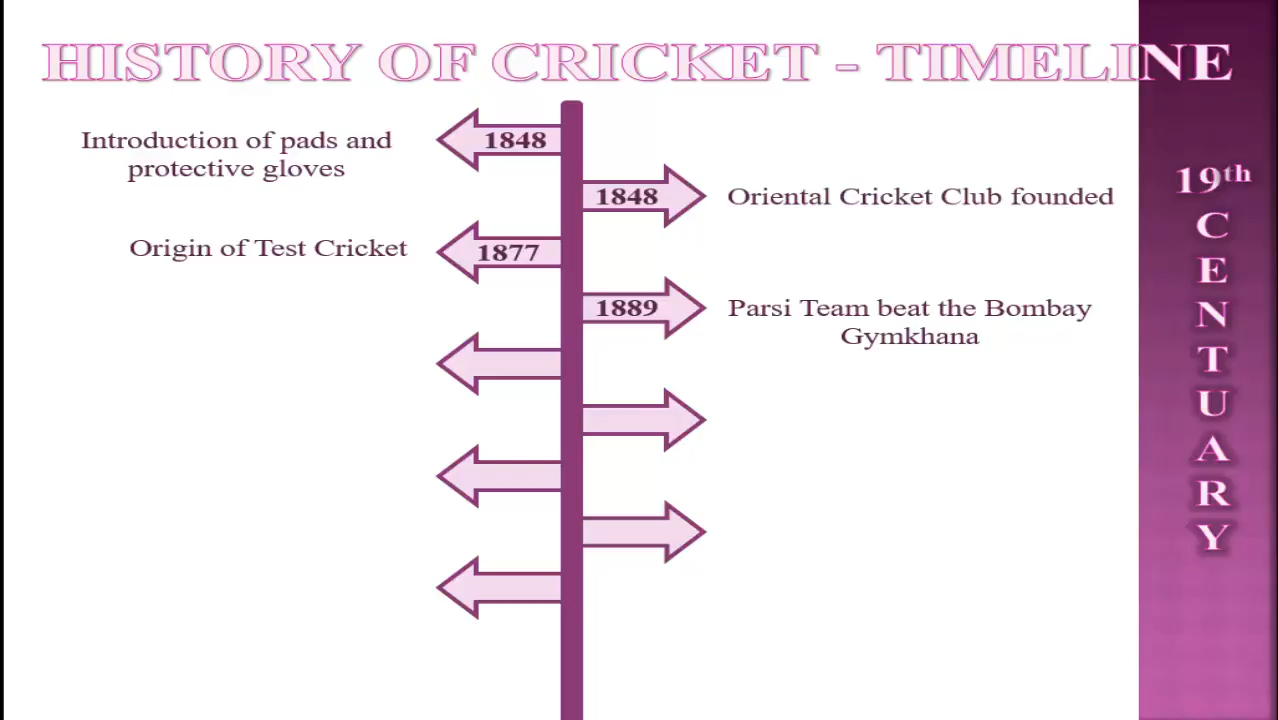 HISTORY OF CRICKET - TIMELINE
1848
Introduction of pads and
protective gloves
1848
Oriental Cricket Club founded
1877
Origin of Test Cricket
1889
Parsi Team beat the Bombay
Gymkhana
19th
C
E
N
T
U
A
R
Y